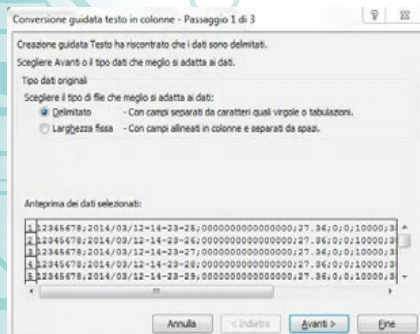 Conversione guidata testo in colonne - Passaggio 1 di 3
Creazione guidata Testo ha riscontrato che i dati sono delimitati.
Scegliere Avanti o il tipo dati che meglio si adatta ai dati.
Tipo dati originali
Scegliere il tipo di file che meglio si adatta ai dati:
Delimitato - Con campi separati da caratteri quali virgole o tabulazioni.
Larghezza fissa - Con campi allineati in colonne e separati da spazi.
Anteprima dei dati selezionati:
1 12345678;2014/03/12-14-23-25;0000000000000000;27.36;0;0;10000;3
2 12345678;2014/03/12-14-23-26;0000000000000000;27.36;0;0;10000;3
3 12345678;2014/03/12-14-23-27;0000000000000000;27.36;0;0;10000;3
4 12345678;2014/03/12-14-23-28;0000000000000000;27.36;0;0;10000;3
5 12345678;2014/03/12-14-23-29;0000000000000000;27.36;0;0;10000;3
Annulla < Indietro Avanti > Fine